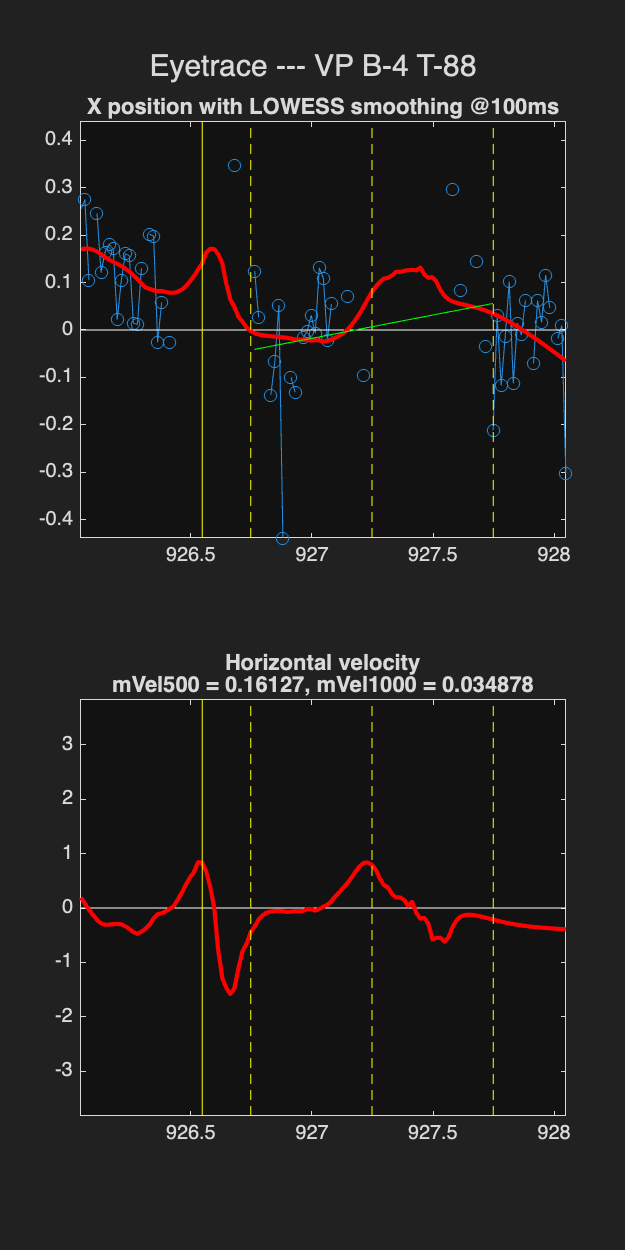 Eyetrace --- VP B-4 T-88
X position with LOWESS smoothing @100ms
0.4
0.3
0.2
0.1
0
-0.1
-0.2
-0.3
-0.4
926.5 927 927.5 928
Horizontal velocity
mVel500 = 0.16127, mVel1000 = 0.034878
3
2
1
0
-1
-2
-3
926.5 927 927.5 928